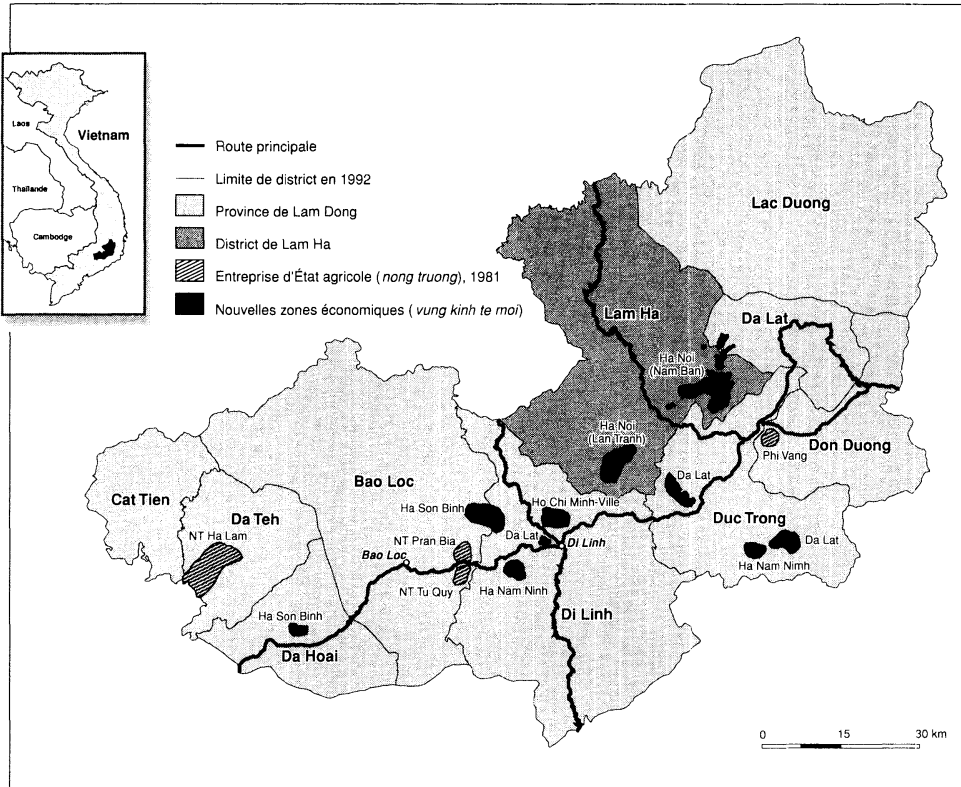 Laos
Vietnam
Thaïlande
Cambodge
Route principale
Limite de district en 1992
Province de Lam Dong
District de Lam Ha
Entreprise d'État agricole (nong truong), 1981
Nouvelles zones économiques (vung kinh te moi)
Lac Duong
Lam Ha
Da Lat
Ha Noi
(Nam Ban)
Ha Noi
(Lan Tranh)
Phi Vang
Don Duong
Da Lat
Cat Tien
Da Teh
NT Ha Lam
Bao Loc
Ha Son Binh
Ho Chi Minh-Ville
Duc Trong
Da Lat
Ha Nam Nimh
NT Pran Bia
Da Lat
Di Linh
Bao Loc
NT Tu Quy
Ha Nam Ninh
Ha Son Binh
Da Hoai
Di Linh
0 15 30 km